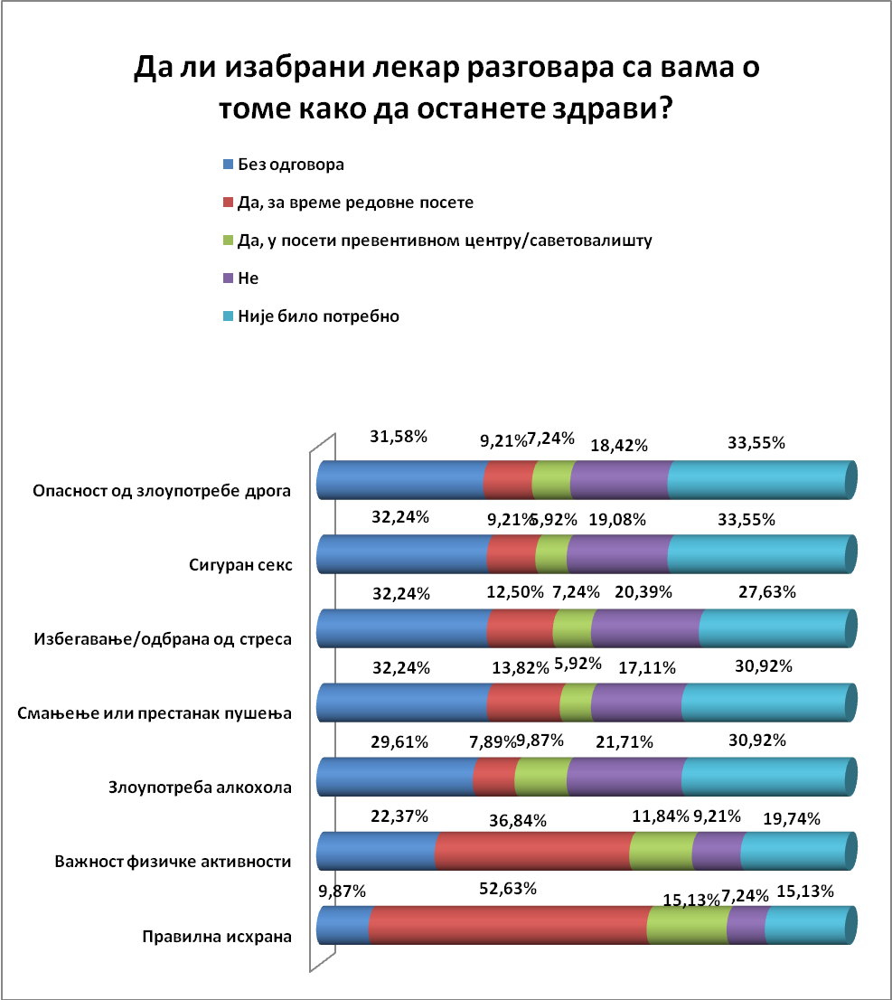 Да ли изабрани лекар разговара са вама о
томе како да останете здрави?
Без одговора
Да, за време редовне посете
Да, у посети превентивном центру/саветовалишту
Не
Није било потребно
31,58% 9,21% 7,24% 18,42% 33,55%
Опасност од злоупотребе дрога
32,24% 9,21% 5,92% 19,08% 33,55%
Сигуран секс
32,24% 12,50% 7,24% 20,39% 27,63%
Избегавање/одбрана од стреса
32,24% 13,82% 5,92% 17,11% 30,92%
Смањење или престанак пушења
29,61% 7,89% 9,87% 21,71% 30,92%
Злоупотреба алкохола
22,37% 36,84% 11,84% 9,21% 19,74%
Важност физичке активности
9,87% 52,63% 15,13% 7,24% 15,13%
Правилна исхрана